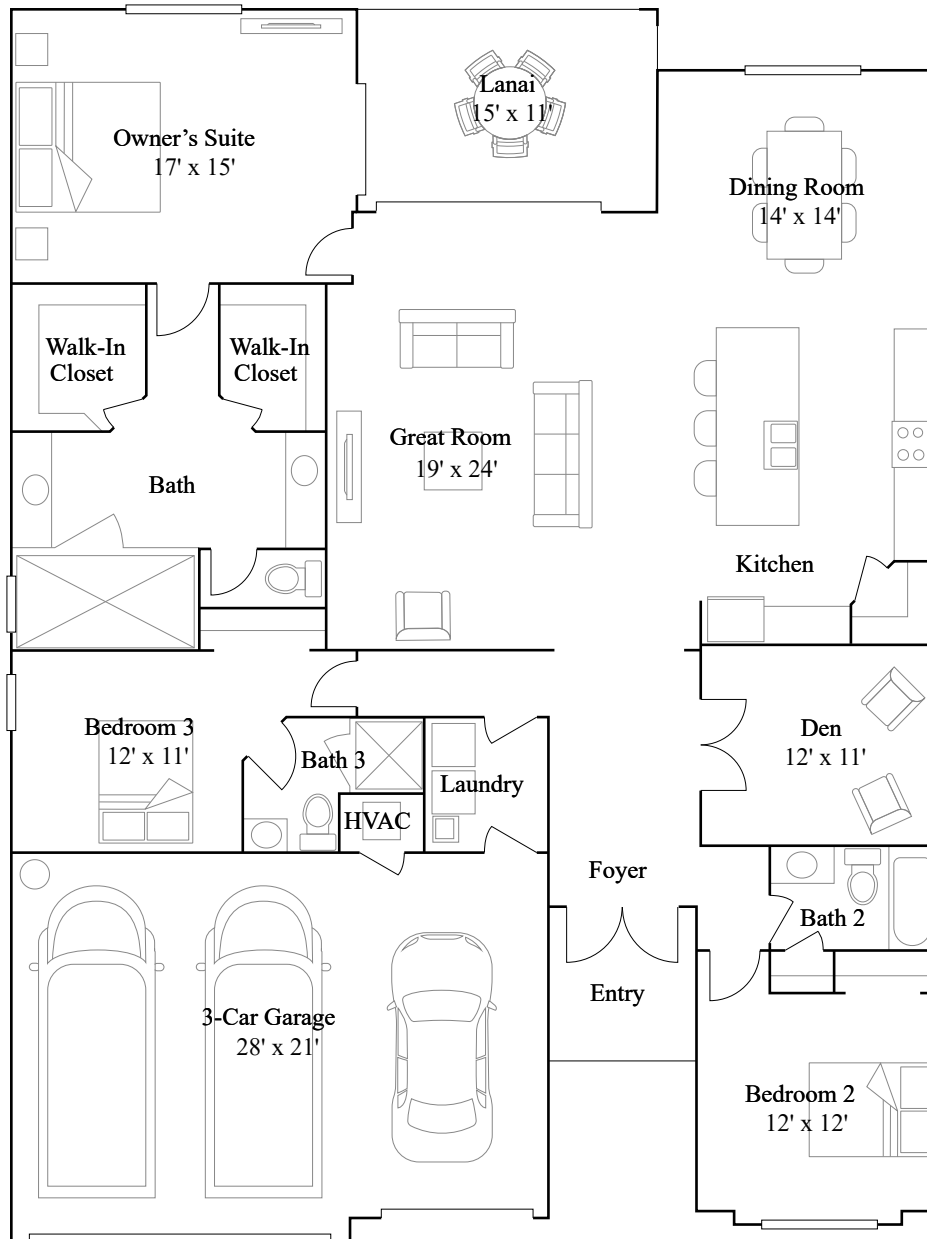 Lanai
15' x 11'
Owner’s Suite
17' x 15'
Dining Room
14' x 14'
Walk-In
Closet
Walk-In
Closet
Great Room
19' x 24'
Bath
Kitchen
Bedroom 3
12' x 11'
Bath 3
Laundry
HVAC
Den
12' x 11'
Foyer
Bath 2
Entry
3-Car Garage
28' x 21'
Bedroom 2
12' x 12'